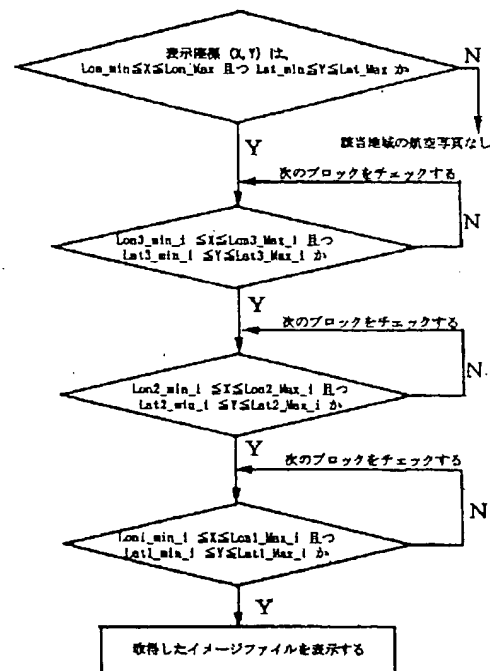 表示座標 (X,Y) は、
Lon_min≦X≦Lon_Max 且つ Lat_min≦Y≦Lat_Max か
N
該当地域の航空写真なし
Y
次のブロックをチェックする
N
Lon3_min_i ≦X≦Lon3_Max_i 且つ
Lat3_min_i ≦Y≦Lat3_Max_i か
Y
次のブロックをチェックする
N
Lon2_min_i ≦X≦Lon2_Max_i 且つ
Lat2_min_i ≦Y≦Lat2_Max_i か
Y
次のブロックをチェックする
N
Lon1_min_i ≦X≦Lon1_Max_i 且つ
Lat1_min_i ≦Y≦Lat1_Max_i か
Y
取得したイメージファイルを表示する